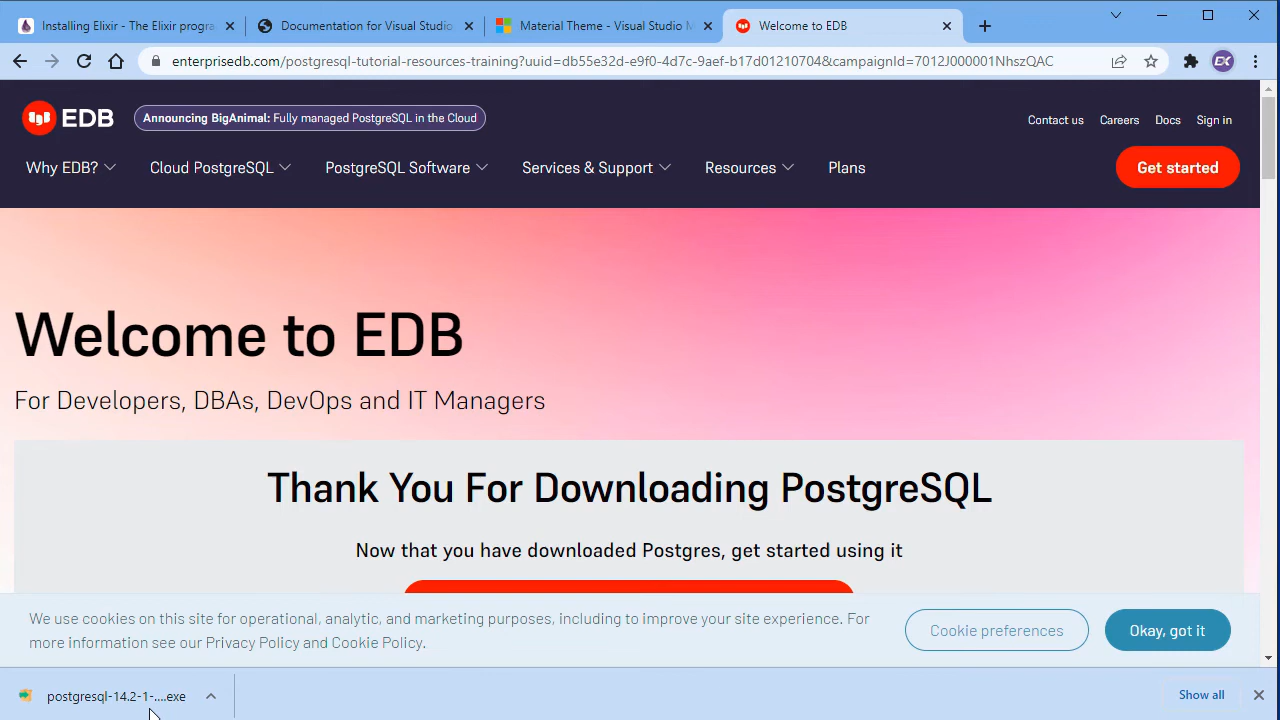 Installing Elixir - The Elixir progra
Documentation for Visual Studio
Material Theme - Visual Studio M
Welcome to EDB
enterprisedb.com/postgresql-tutorial-resources-training?uuid=db55e32d-e9f0-4d7c-9aef-b17d01210704&campaignId=7012J000001NhszQAC
EX
EDB
Announcing BigAnimal: Fully managed PostgreSQL in the Cloud
Contact us
Careers
Docs
Sign in
Why EDB?
Cloud PostgreSQL
PostgreSQL Software
Services & Support
Resources
Plans
Get started
Welcome to EDB
For Developers, DBAs, DevOps and IT Managers
Thank You For Downloading PostgreSQL
Now that you have downloaded Postgres, get started using it
We use cookies on this site for operational, analytic, and marketing purposes, including to improve your site experience. For
more information see our Privacy Policy and Cookie Policy.
Cookie preferences
Okay, got it
postgresql-14.2-1-....exe
Show all